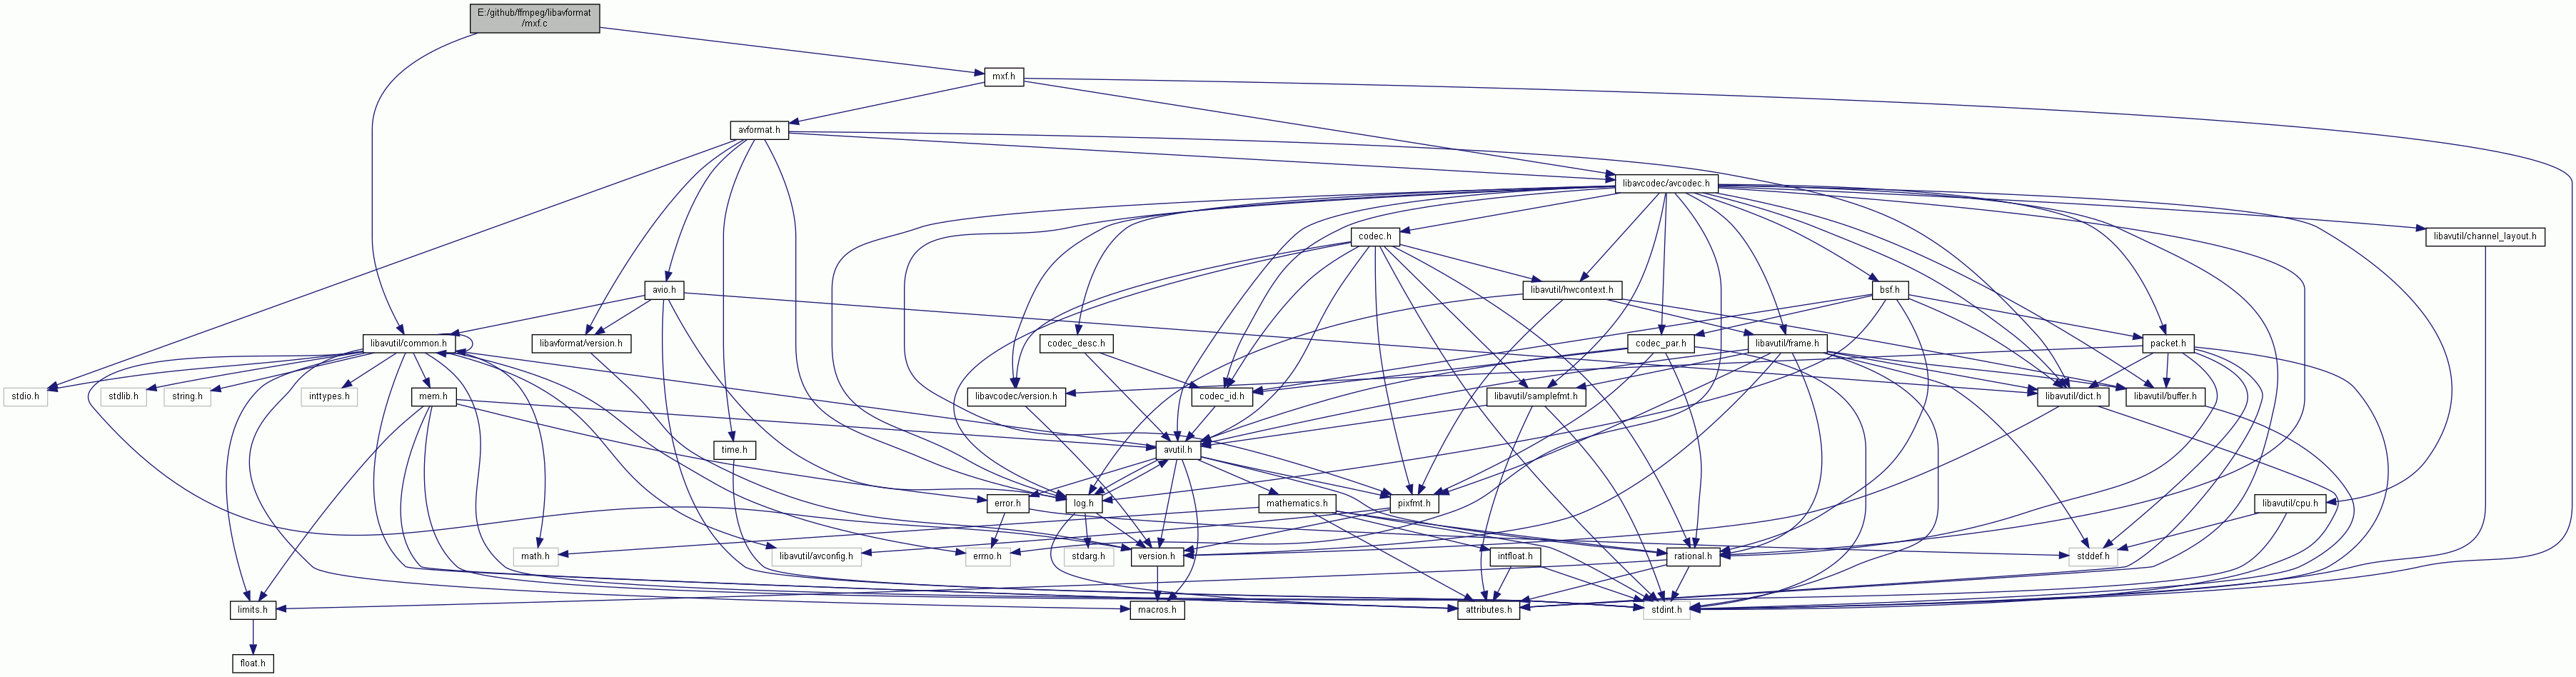 E:/github/ffmpeg/libavformat
/mxf.c
mxf.h
avformat.h
libavcodec/avcodec.h
codec.h
libavutil/channel_layout.h
avio.h
libavutil/hwcontext.h
bsf.h
libavutil/common.h
libavformat/version.h
codec_desc.h
codec_par.h
libavutil/frame.h
packet.h
stdio.h
stdlib.h
string.h
inttypes.h
mem.h
libavcodec/version.h
codec_id.h
libavutil/samplefmt.h
libavutil/dict.h
libavutil/buffer.h
time.h
avutil.h
error.h
log.h
mathematics.h
pixfmt.h
libavutil/cpu.h
math.h
libavutil/avconfig.h
errno.h
stdarg.h
version.h
intfloat.h
rational.h
stddef.h
limits.h
macros.h
attributes.h
stdint.h
float.h